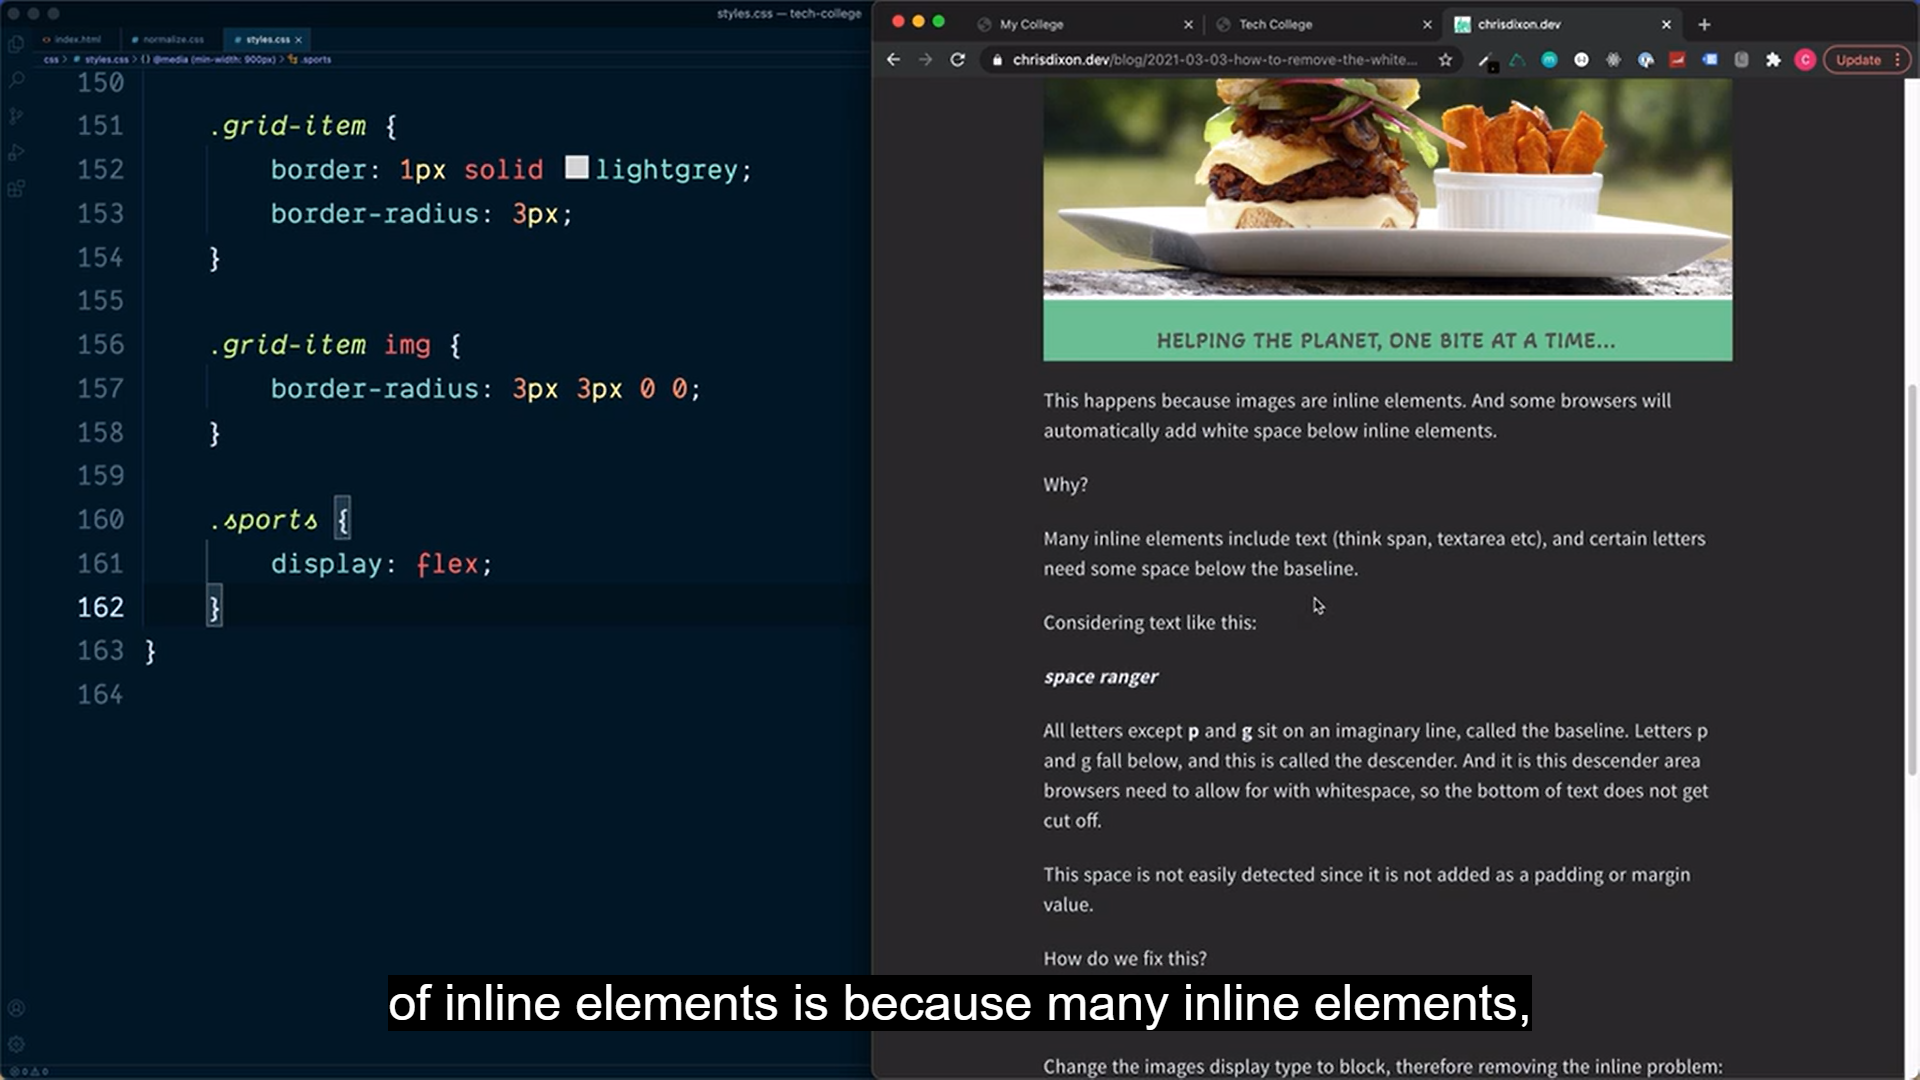 styles.css — tech-college
index.html
normalize.css
styles.css
css > # styles.css > {} @media (min-width: 900px) > .sports
150
151 .grid-item {
152 border: 1px solid lightgrey;
153 border-radius: 3px;
154 }
155
156 .grid-item img {
157 border-radius: 3px 3px 0 0;
158 }
159
160 .sports {
161 display: flex;
162 }
163 }
164
My College
Tech College
chrisdixon.dev
chrisdixon.dev/blog/2021-03-03-how-to-remove-the-white...
C
Update
HELPING THE PLANET, ONE BITE AT A TIME...
This happens because images are inline elements. And some browsers will
automatically add white space below inline elements.
Why?
Many inline elements include text (think span, textarea etc), and certain letters
need some space below the baseline.
Considering text like this:
space ranger
All letters except p and g sit on an imaginary line, called the baseline. Letters p
and g fall below, and this is called the descender. And it is this descender area
browsers need to allow for with whitespace, so the bottom of text does not get
cut off.
This space is not easily detected since it is not added as a padding or margin
value.
How do we fix this?
of inline elements is because many inline elements,
Change the images display type to block, therefore removing the inline problem: